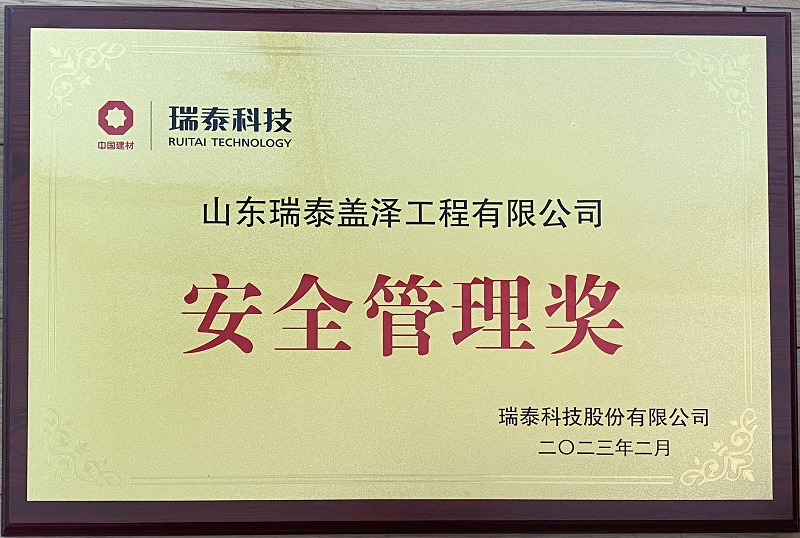 中国建材
瑞泰科技
RUITAI TECHNOLOGY
山东瑞泰盖泽工程有限公司
安全管理奖
瑞泰科技股份有限公司
二〇二三年二月